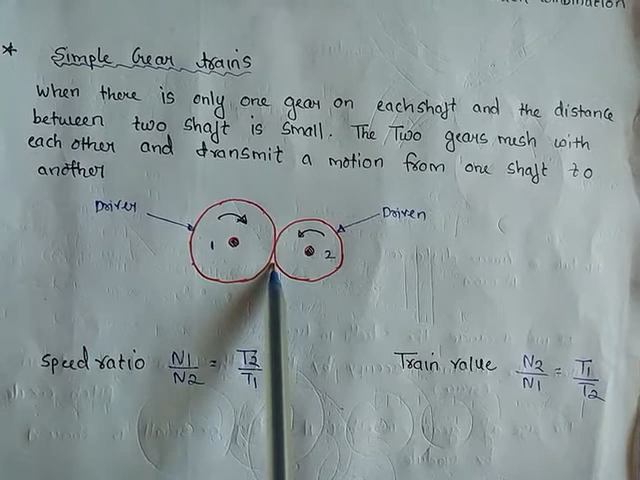 combination
* Simple Gear trains
When there is only one gear on each shaft and the distance
between two shaft is small. The Two gears mesh with
each other and transmit a motion from one shaft to
another
Driver
Driven
1
2
Speed ratio N1/N2 = T2/T1
Train value N2/N1 = T1/T2